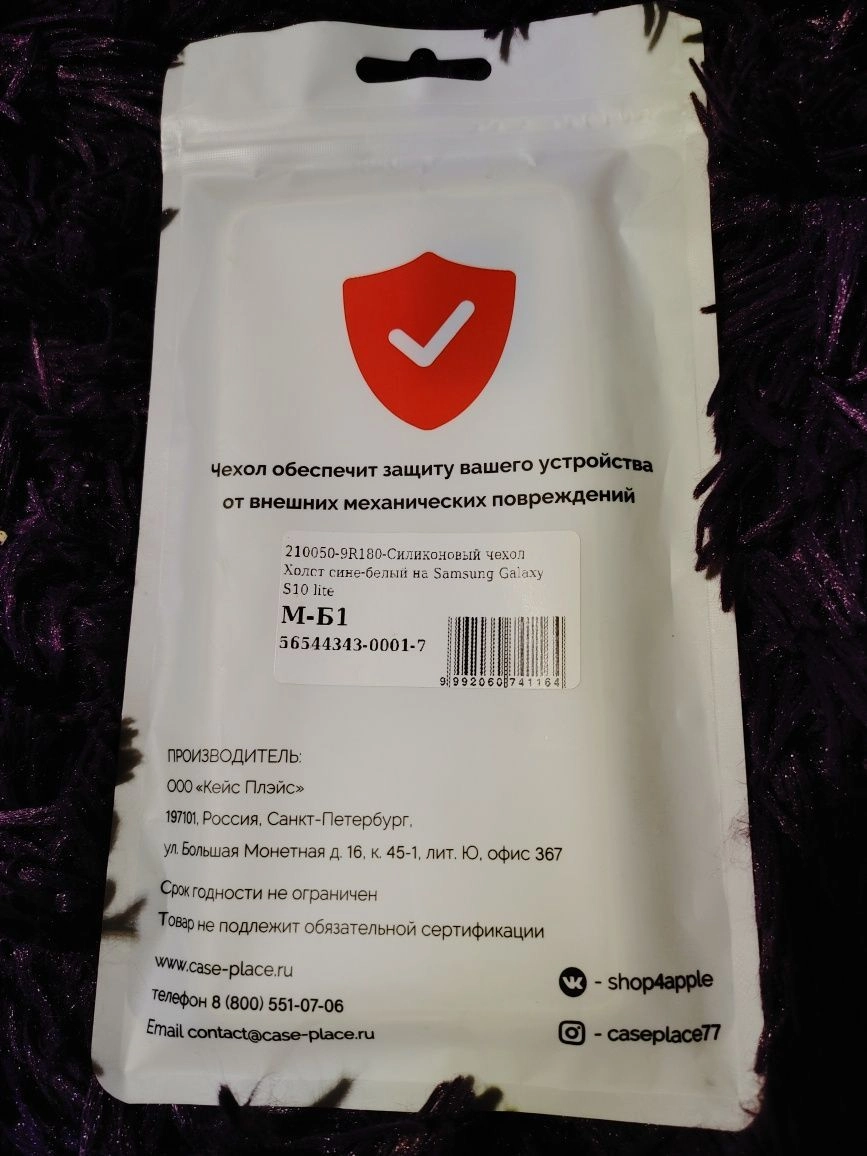 Чехол обеспечит защиту вашего устройства
от внешних механических повреждений
210050-9R180-Силиконовый чехол
Холст сине-белый на Samsung Galaxy
S10 lite
М-Б1
56544343-0001-7
9 992060 741164
ПРОИЗВОДИТЕЛЬ:
ООО «Кейс Плэйс»
197101, Россия, Санкт-Петербург,
ул. Большая Монетная д. 16, к. 45-1, лит. Ю, офис 367
Срок годности не ограничен
Товар не подлежит обязательной сертификации
www.case-place.ru
телефон 8 (800) 551-07-06
Email contact@case-place.ru
- shop4apple
- caseplace77